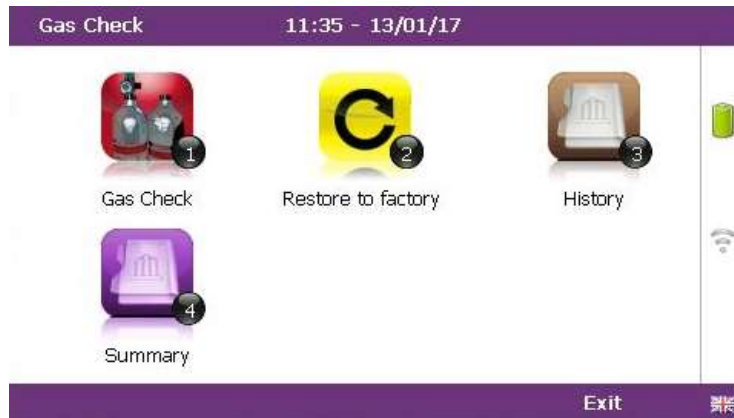 Gas Check 11:35 - 13/01/17
1 2 3
Gas Check Restore to factory History
4
Summary
Exit